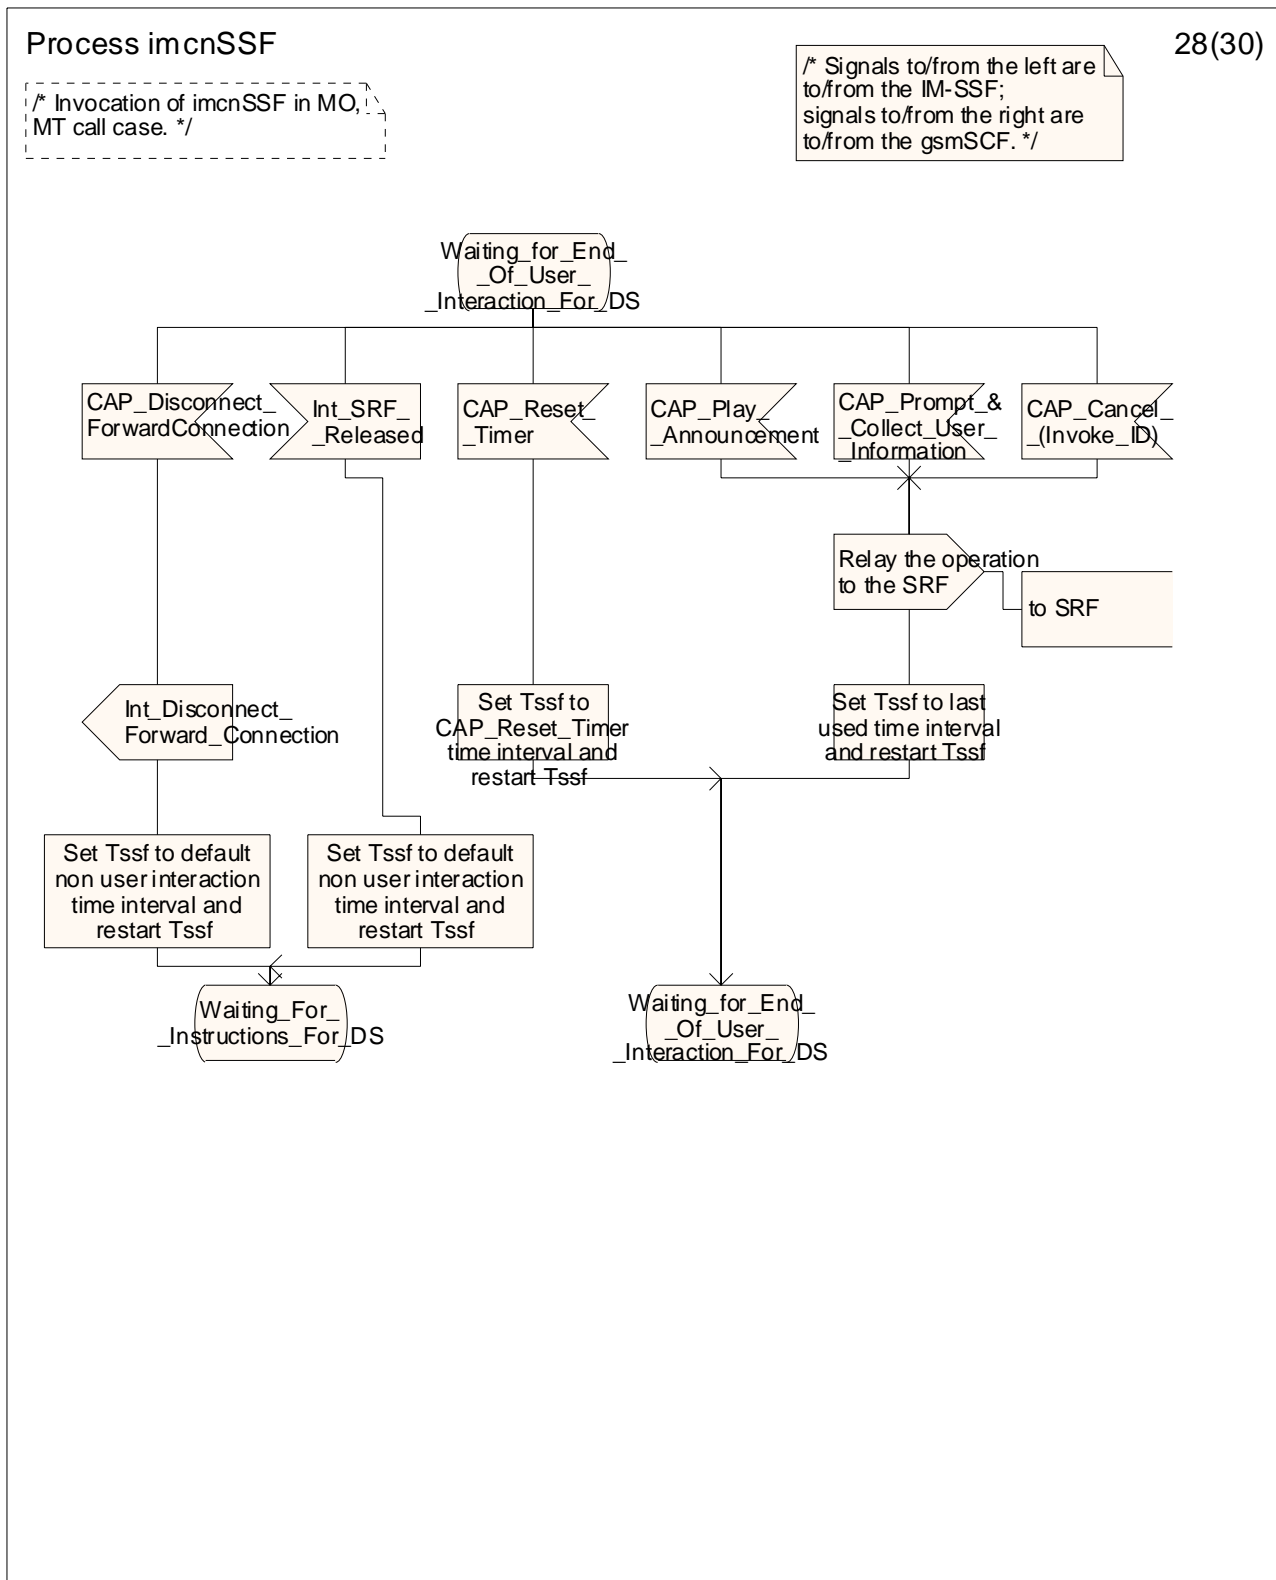 Process imcnSSF
28(30)
/* Invocation of imcnSSF in MO,
MT call case. */
/* Signals to/from the left are
to/from the IM-SSF;
signals to/from the right are
to/from the gsmSCF. */
Waiting_for_End_
_Of_User_
_Interaction_For_DS
CAP_Disconnect_
ForwardConnection
Int_SRF_
_Released
CAP_Reset_
_Timer
CAP_Play_
_Announcement
CAP_Prompt_&
_Collect_User_
_Information
CAP_Cancel_
_(Invoke_ID)
Relay the operation
to the SRF
to SRF
Int_Disconnect_
Forward_Connection
Set Tssf to
CAP_Reset_Timer
time interval and
restart Tssf
Set Tssf to last
used time interval
and restart Tssf
Set Tssf to default
non user interaction
time interval and
restart Tssf
Set Tssf to default
non user interaction
time interval and
restart Tssf
Waiting_For_
_Instructions_For_DS
Waiting_for_End_
_Of_User_
_Interaction_For_DS